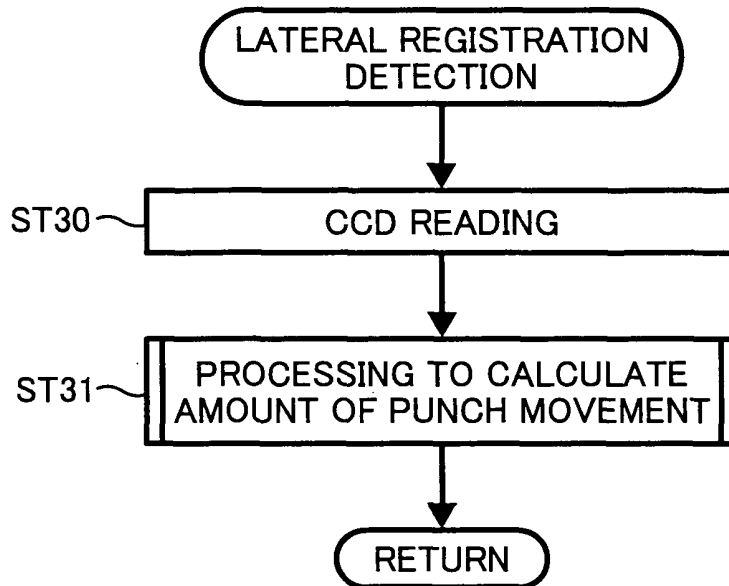 LATERAL REGISTRATION
DETECTION
ST30
CCD READING
ST31
PROCESSING TO CALCULATE
AMOUNT OF PUNCH MOVEMENT
RETURN